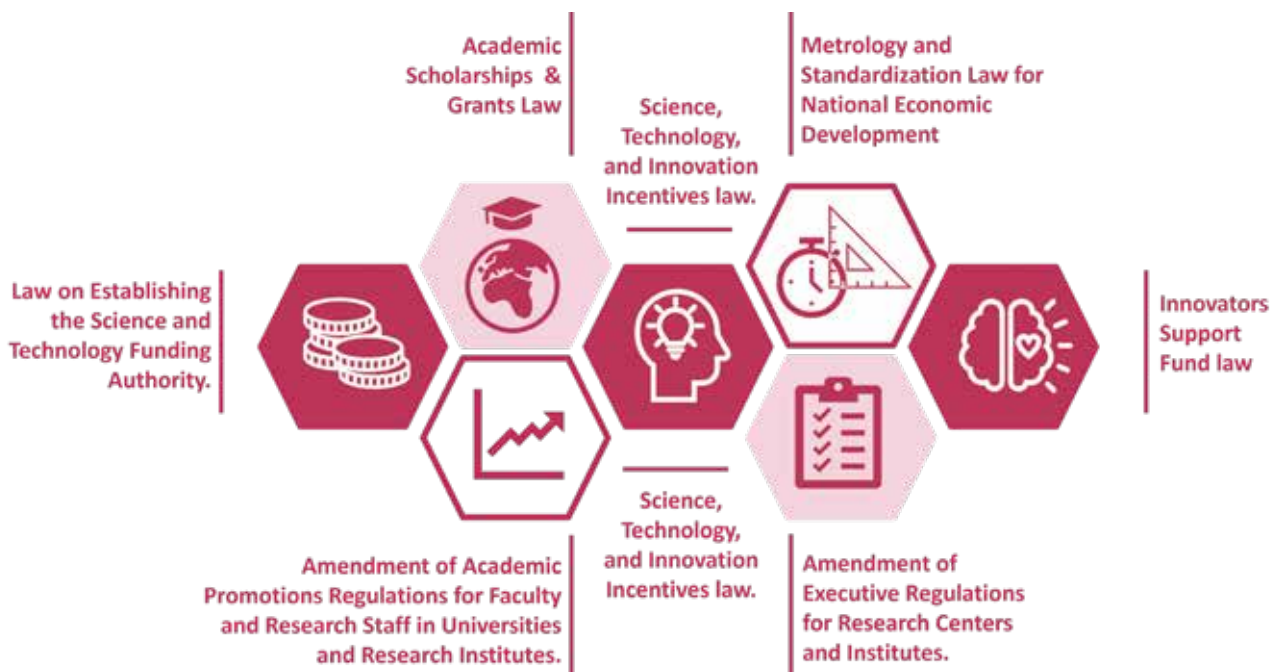 Academic
Scholarships &
Grants Law
Science,
Technology,
and Innovation
Incentives law.
Metrology and
Standardization Law for
National Economic
Development
Law on Establishing
the Science and
Technology Funding
Authority.
Innovators
Support
Fund law
Amendment of Academic
Promotions Regulations for Faculty
and Research Staff in Universities
and Research Institutes.
Science,
Technology,
and Innovation
Incentives law.
Amendment of
Executive Regulations
for Research Centers
and Institutes.